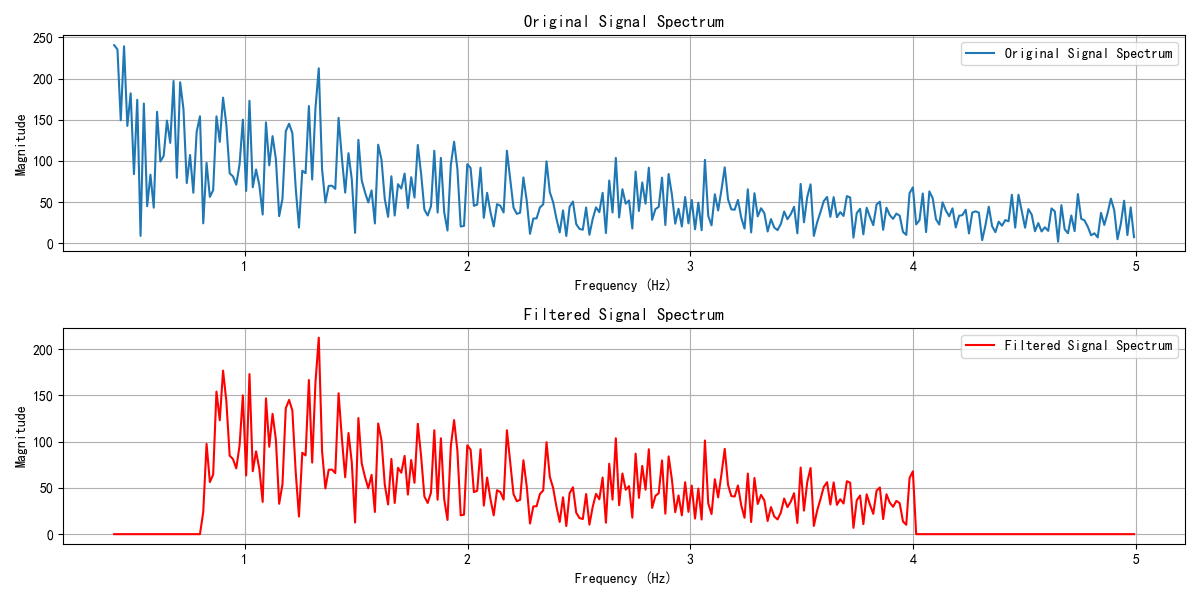 Original Signal Spectrum
Original Signal Spectrum
Magnitude
250
200
150
100
50
0
1 2 3 4 5
Frequency (Hz)
Filtered Signal Spectrum
Filtered Signal Spectrum
Magnitude
200
150
100
50
0
1 2 3 4 5
Frequency (Hz)